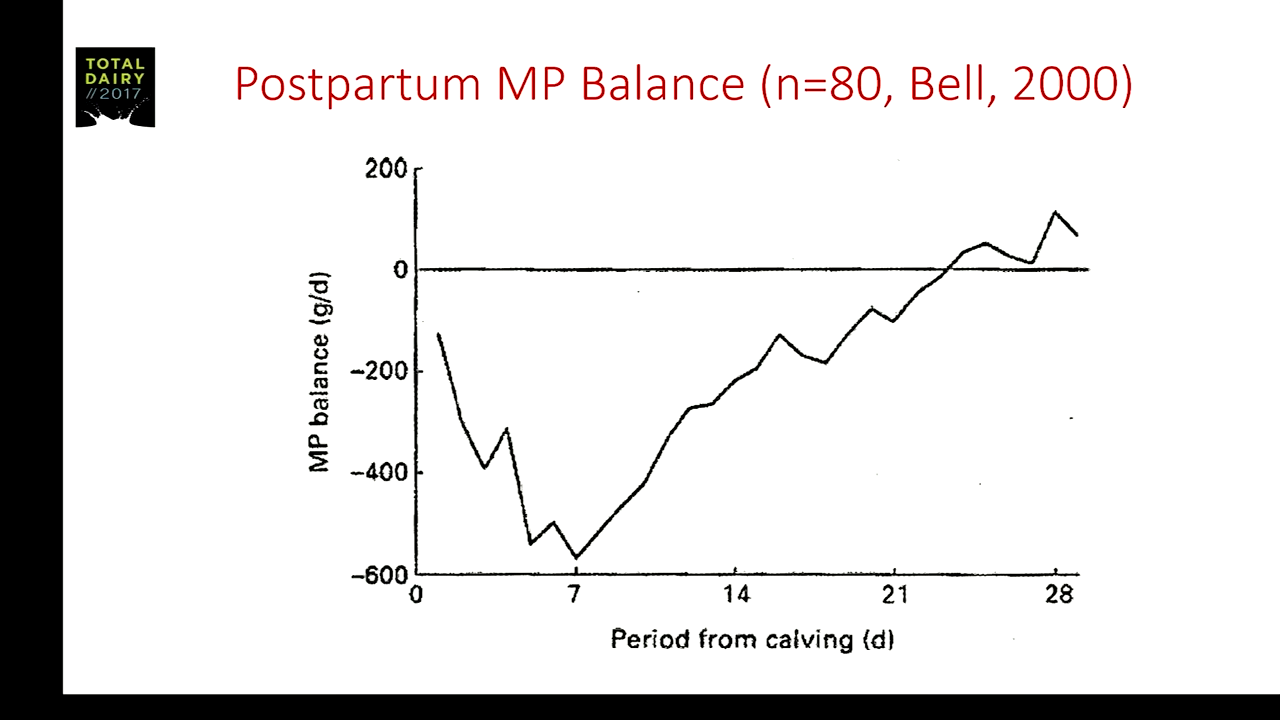 TOTAL
DAIRY
//2017
Postpartum MP Balance (n=80, Bell, 2000)
200
0
-200
-400
-600
MP balance (g/d)
0 7 14 21 28
Period from calving (d)